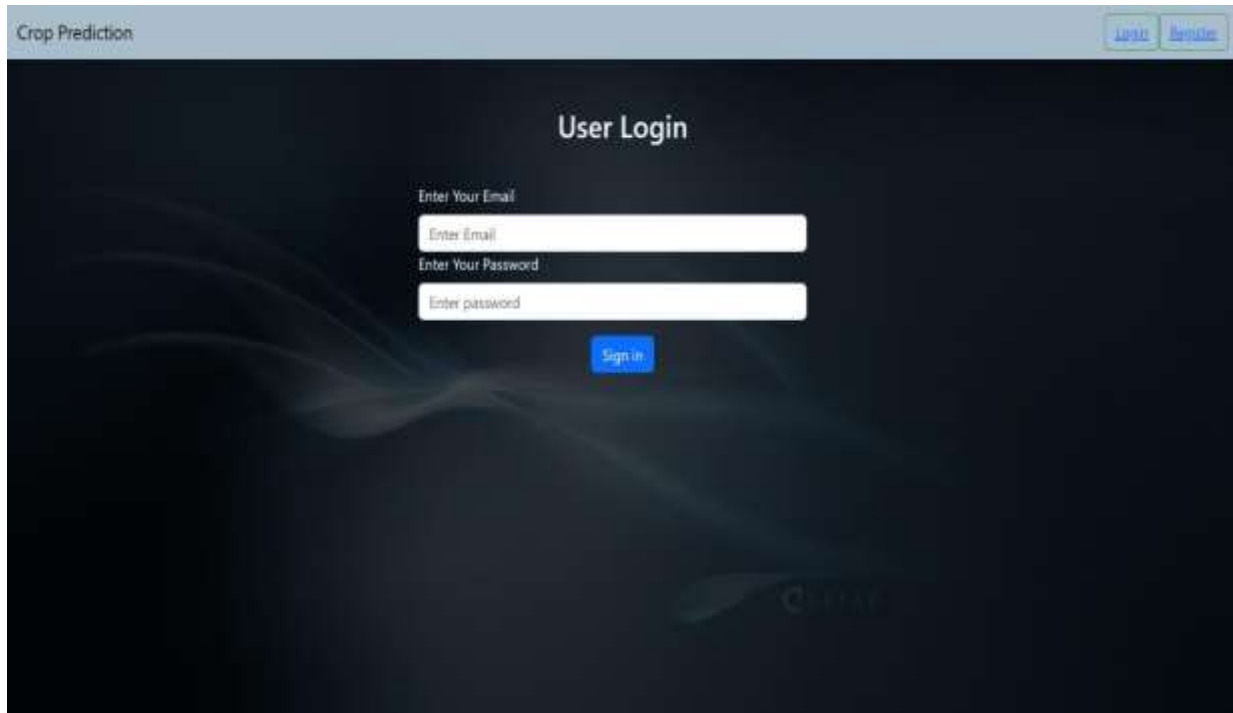 Crop Prediction
Login Register
User Login
Enter Your Email
Enter Email
Enter Your Password
Enter password
Sign in